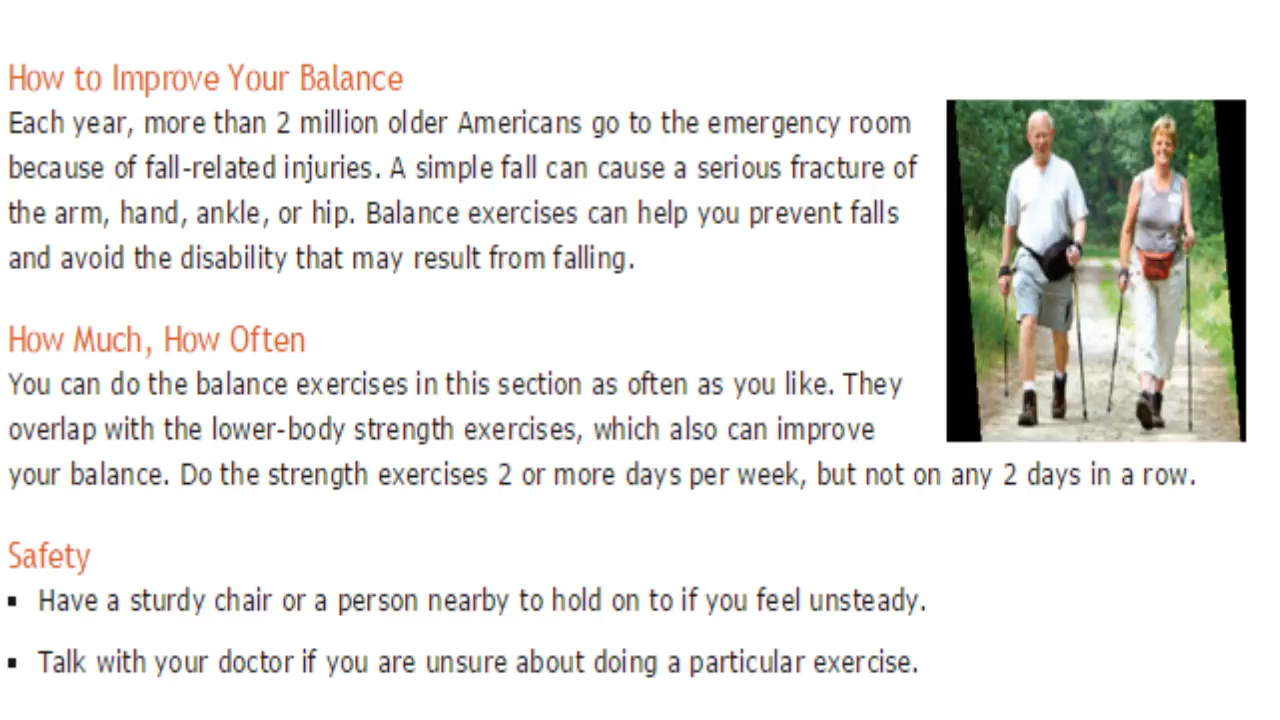 How to Improve Your Balance
Each year, more than 2 million older Americans go to the emergency room
because of fall-related injuries. A simple fall can cause a serious fracture of
the arm, hand, ankle, or hip. Balance exercises can help you prevent falls
and avoid the disability that may result from falling.
How Much, How Often
You can do the balance exercises in this section as often as you like. They
overlap with the lower-body strength exercises, which also can improve
your balance. Do the strength exercises 2 or more days per week, but not on any 2 days in a row.
Safety
▪ Have a sturdy chair or a person nearby to hold on to if you feel unsteady.
▪ Talk with your doctor if you are unsure about doing a particular exercise.